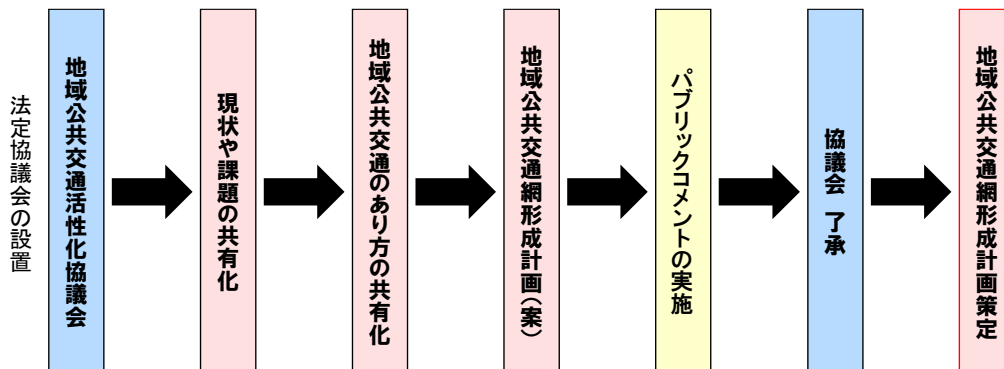 法定協議会の設置
地域公共交通活性化協議会
現状や課題の共有化
地域公共交通のあり方の共有化
地域公共交通網形成計画(案)
パブリックコメントの実施
協議会 了承
地域公共交通網形成計画策定